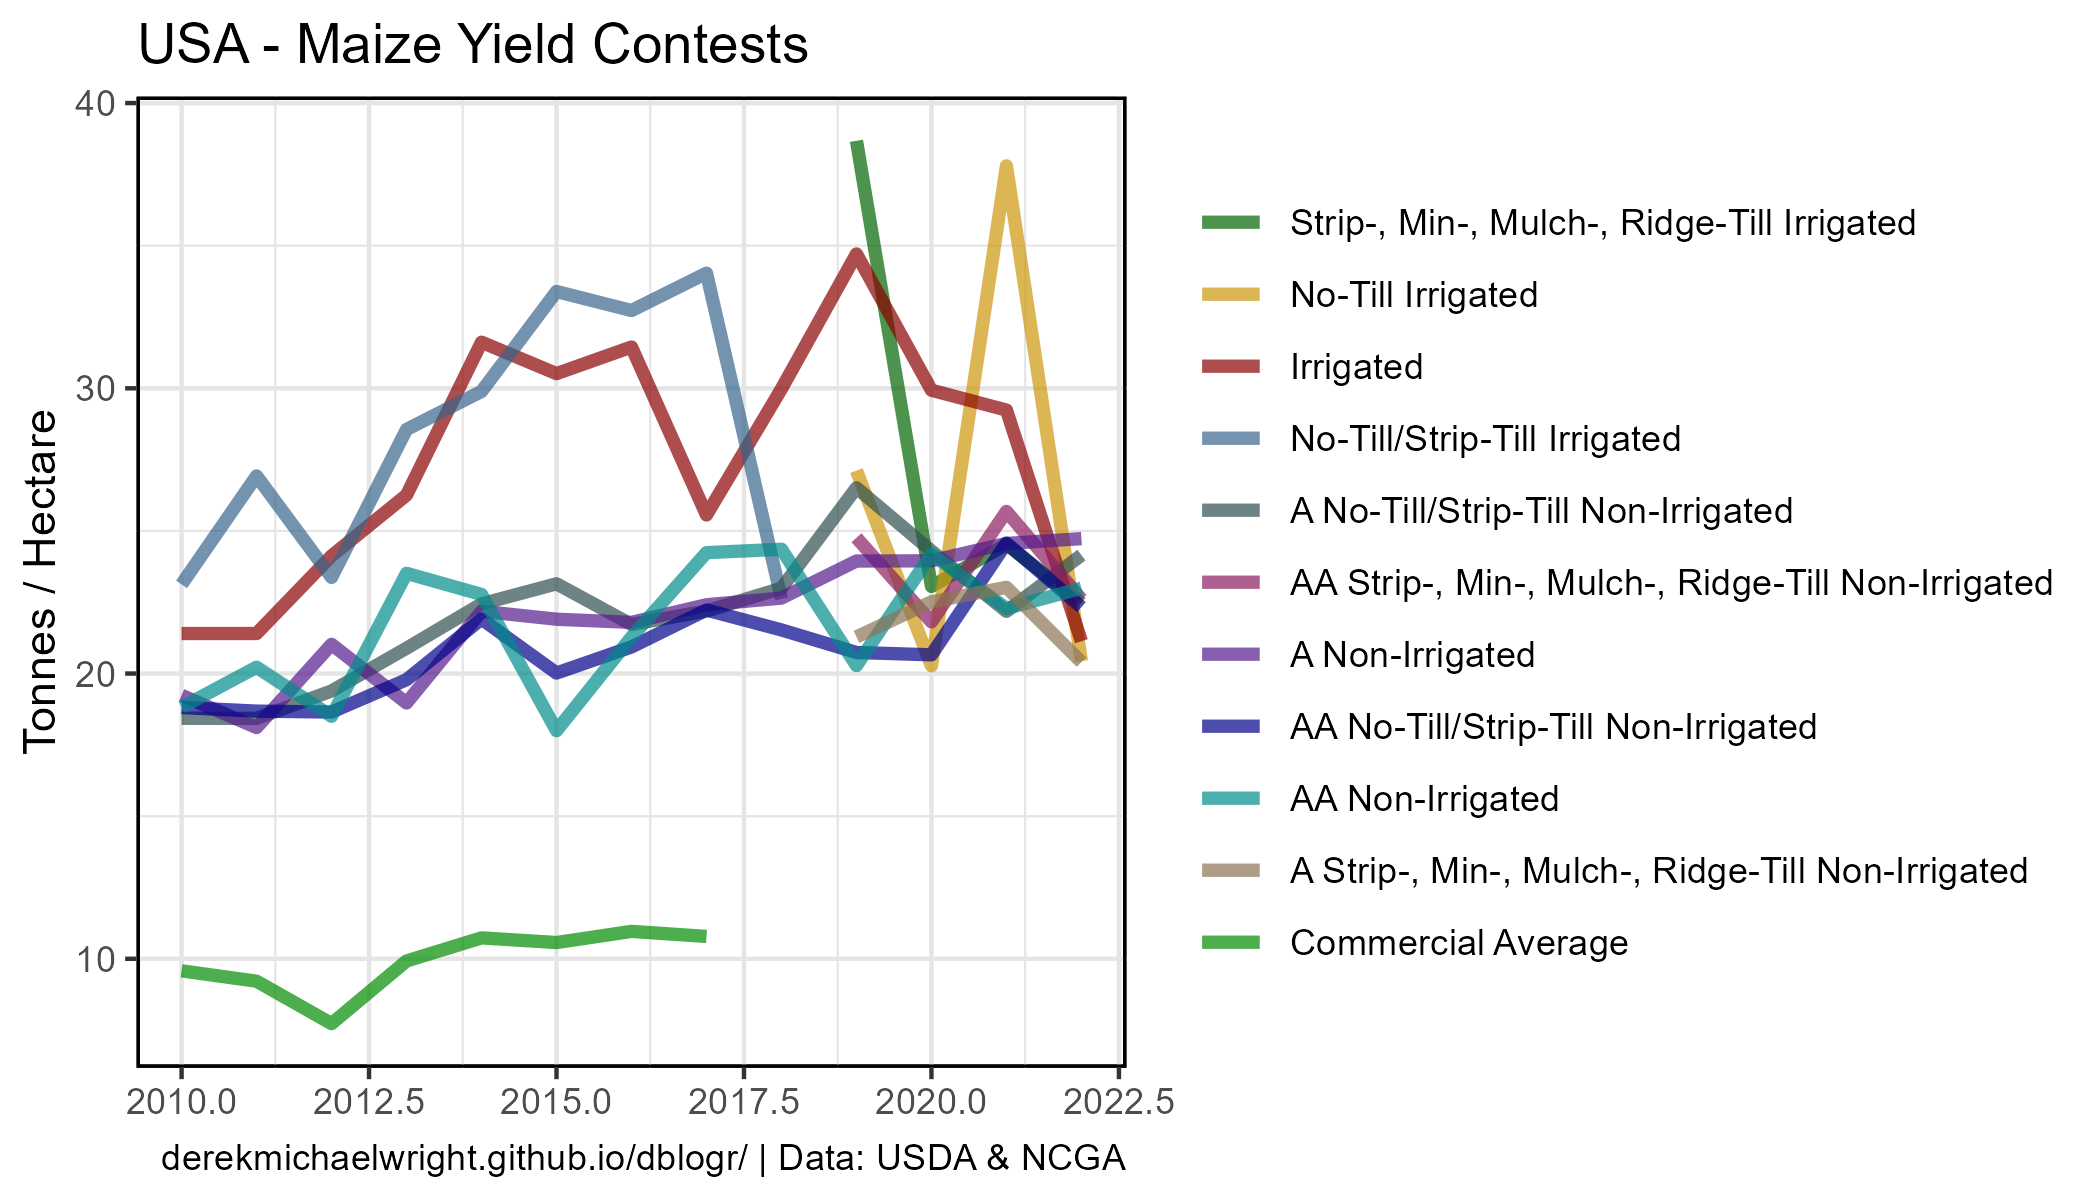 USA - Maize Yield Contests
Tonnes / Hectare
40
30
20
10
2010.0 2012.5 2015.0 2017.5 2020.0 2022.5
Strip-, Min-, Mulch-, Ridge-Till Irrigated
No-Till Irrigated
Irrigated
No-Till/Strip-Till Irrigated
A No-Till/Strip-Till Non-Irrigated
AA Strip-, Min-, Mulch-, Ridge-Till Non-Irrigated
A Non-Irrigated
AA No-Till/Strip-Till Non-Irrigated
AA Non-Irrigated
A Strip-, Min-, Mulch-, Ridge-Till Non-Irrigated
Commercial Average
derekmichaelwright.github.io/dblogr/ | Data: USDA & NCGA